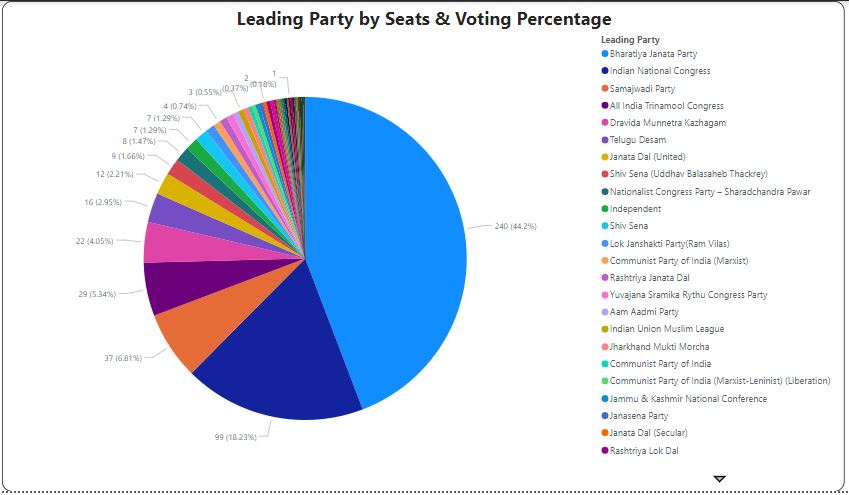 Leading Party by Seats & Voting Percentage
Leading Party
Bharatiya Janata Party
Indian National Congress
Samajwadi Party
All India Trinamool Congress
Dravida Munnetra Kazhagam
Telugu Desam
Janata Dal (United)
Shiv Sena (Uddhav Balasaheb Thackrey)
Nationalist Congress Party – Sharadchandra Pawar
Independent
Shiv Sena
Lok Janshakti Party(Ram Vilas)
Communist Party of India (Marxist)
Rashtriya Janata Dal
Yuvajana Sramika Rythu Congress Party
Aam Aadmi Party
Indian Union Muslim League
Jharkhand Mukti Morcha
Communist Party of India
Communist Party of India (Marxist-Leninist) (Liberation)
Jammu & Kashmir National Conference
Janasena Party
Janata Dal (Secular)
Rashtriya Lok Dal
240 (44.2%)
99 (18.23%)
37 (6.81%)
29 (5.34%)
22 (4.05%)
16 (2.95%)
12 (2.21%)
9 (1.66%)
8 (1.47%)
7 (1.29%)
7 (1.29%)
4 (0.74%)
3 (0.55%)
2
(0.37%)
1
(0.18%)